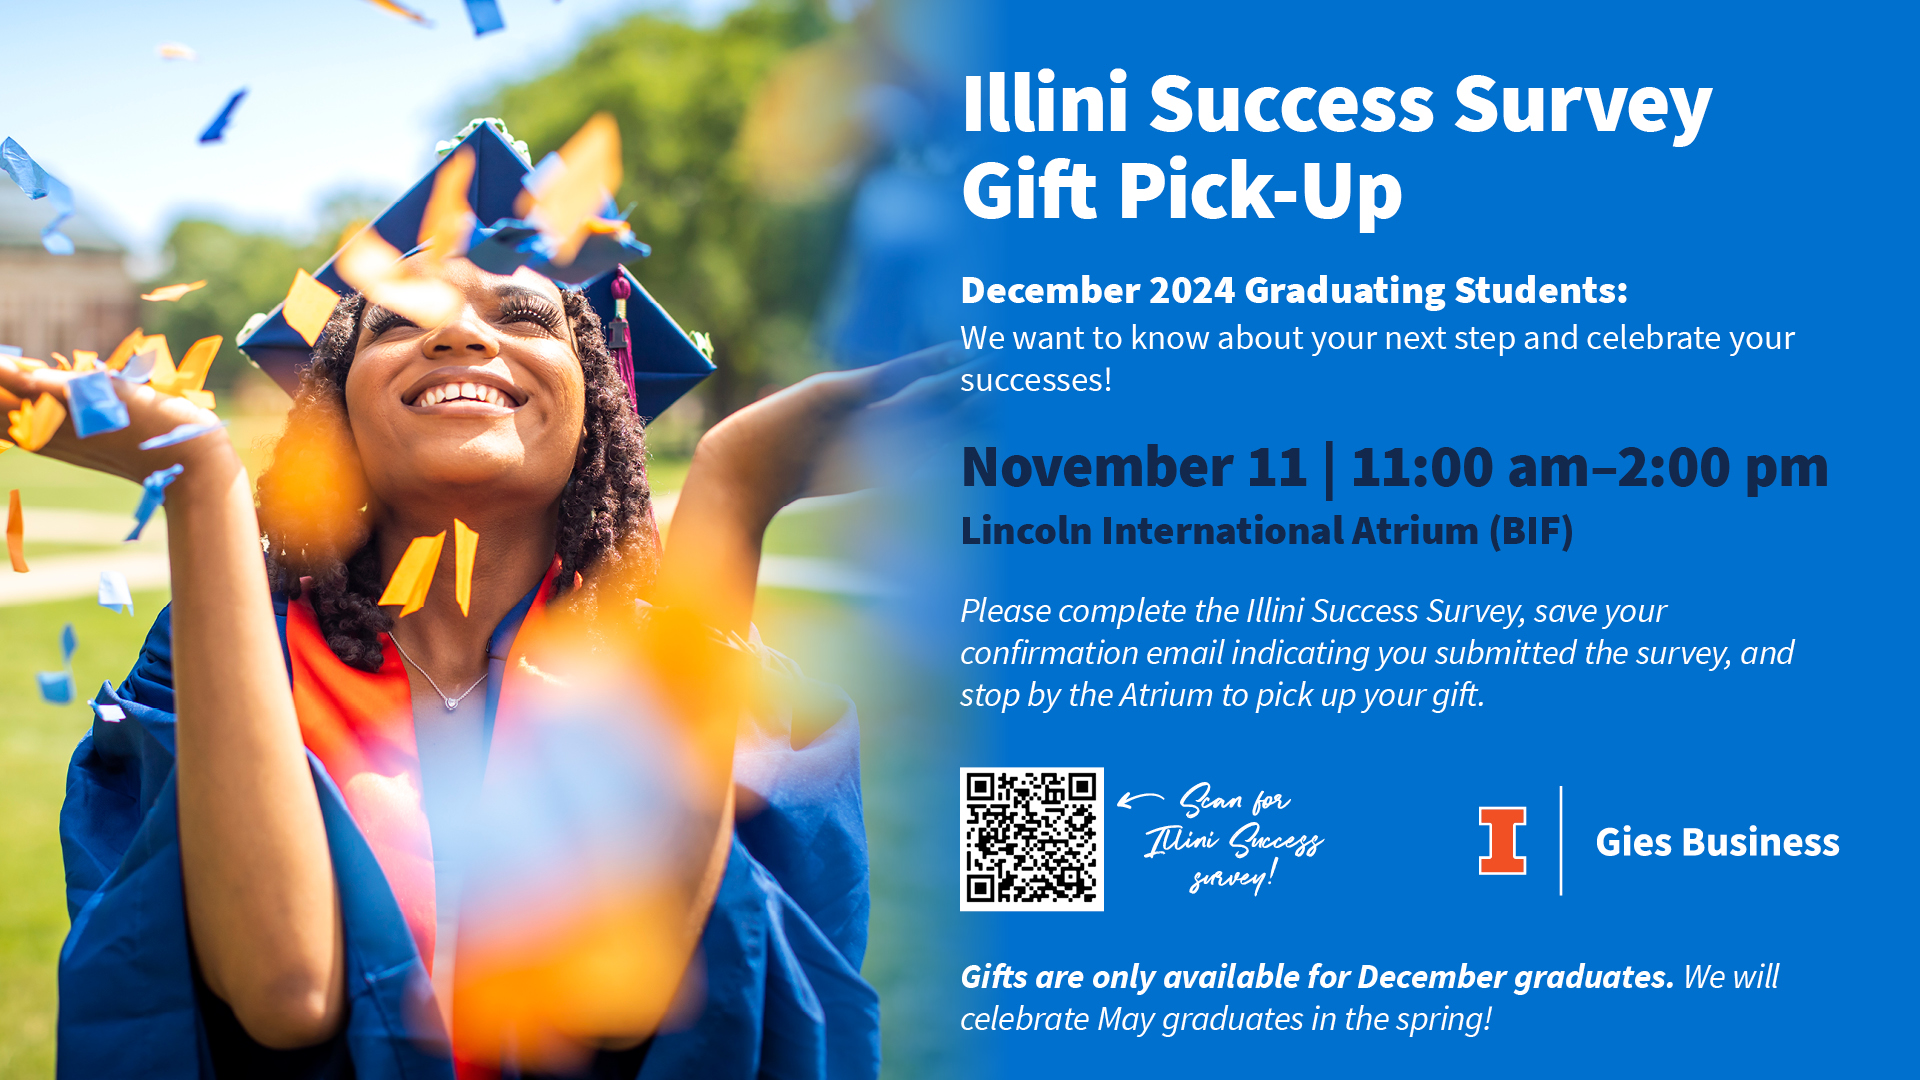 Illini Success Survey
Gift Pick-Up
December 2024 Graduating Students:
We want to know about your next step and celebrate your
successes!
November 11 | 11:00 am–2:00 pm
Lincoln International Atrium (BIF)
Please complete the Illini Success Survey, save your
confirmation email indicating you submitted the survey, and
stop by the Atrium to pick up your gift.
Scan for
Illini Success
survey!
I | Gies Business
Gifts are only available for December graduates. We will
celebrate May graduates in the spring!